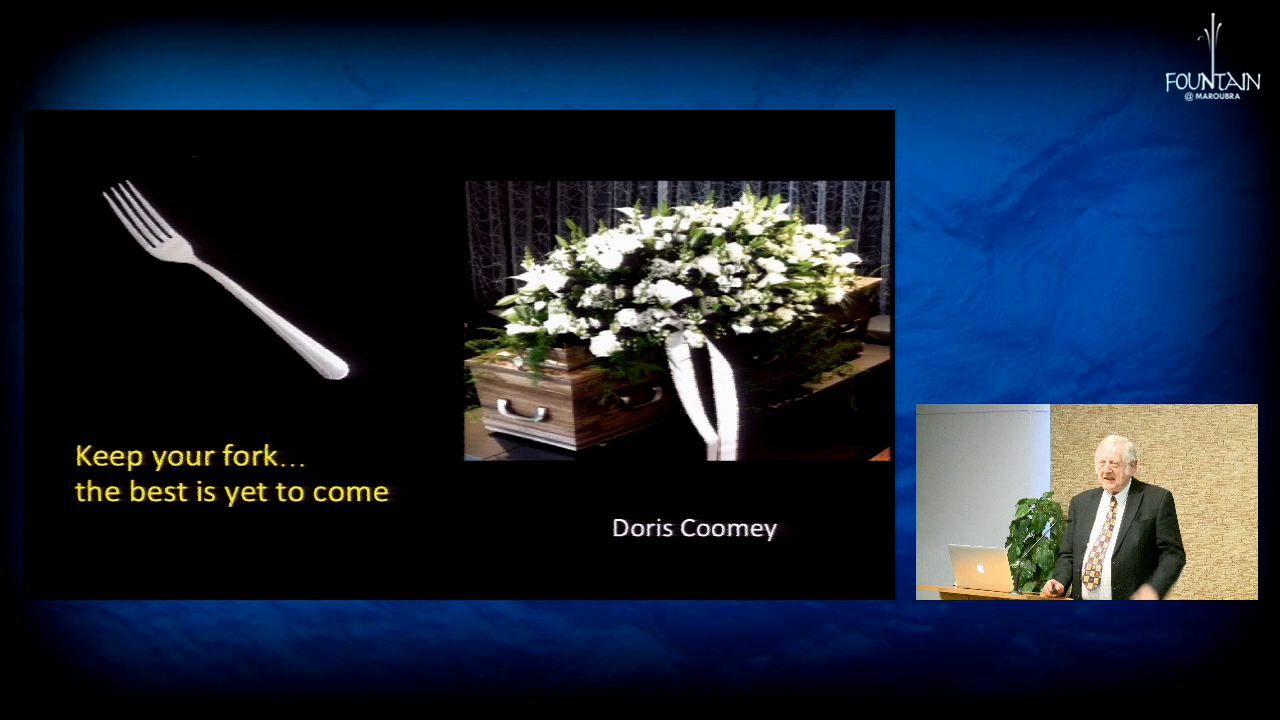 FOUNTAIN
@ MAROUBRA
Keep your fork...
the best is yet to come
Doris Coomey